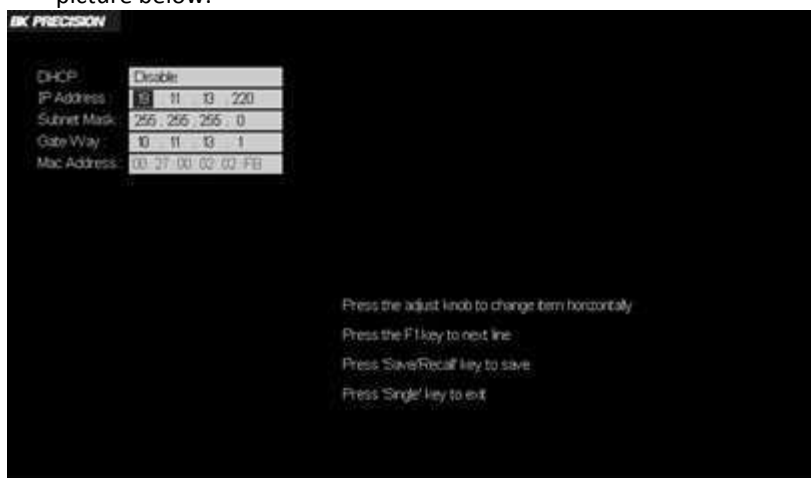 picture below:
BK PRECISION
DHCP Disable
IP Address : 11 . 13 . 220
Subnet Mask: 255 . 255 . 255 . 0
Gate Way : 10 . 11 . 13 . 1
Mac Address: 00 : 27 : 00 : 02 : 02 : FB
Press the adjust knob to change item horizontally
Press the F1 key to next line
Press 'Save/Recall' key to save
Press 'Single' key to exit